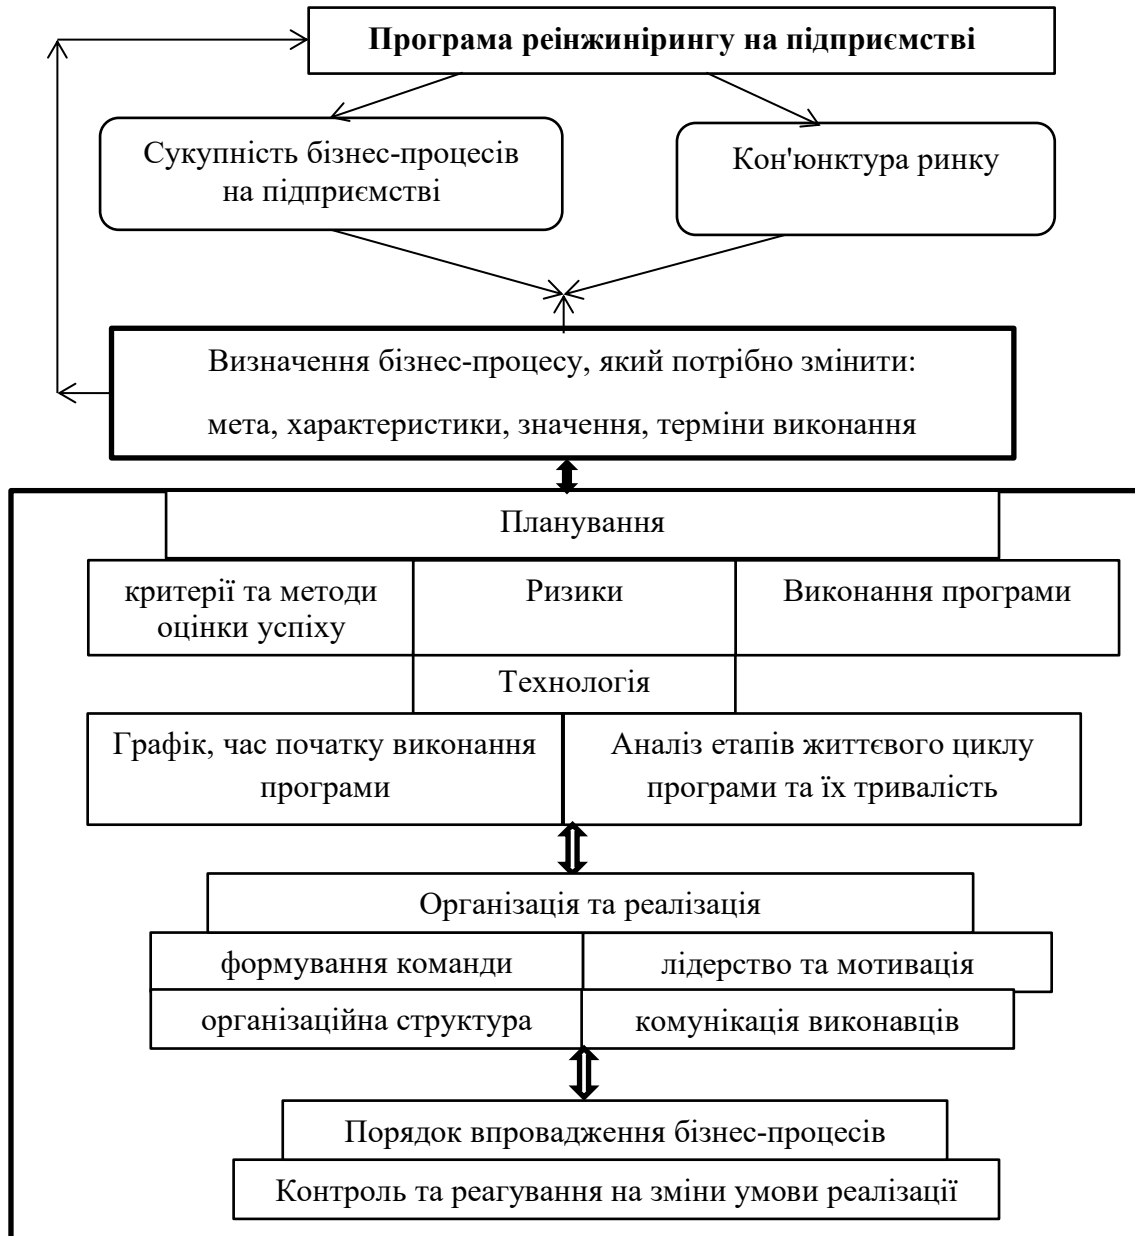 Програма реінжинірингу на підприємстві
Сукупність бізнес-процесів
на підприємстві
Кон'юнктура ринку
Визначення бізнес-процесу, який потрібно змінити:
мета, характеристики, значення, терміни виконання
Планування
критерії та методи
оцінки успіху
Ризики
Виконання програми
Технологія
Графік, час початку виконання
програми
Аналіз етапів життєвого циклу
програми та їх тривалість
Організація та реалізація
формування команди
лідерство та мотивація
організаційна структура
комунікація виконавців
Порядок впровадження бізнес-процесів
Контроль та реагування на зміни умови реалізації